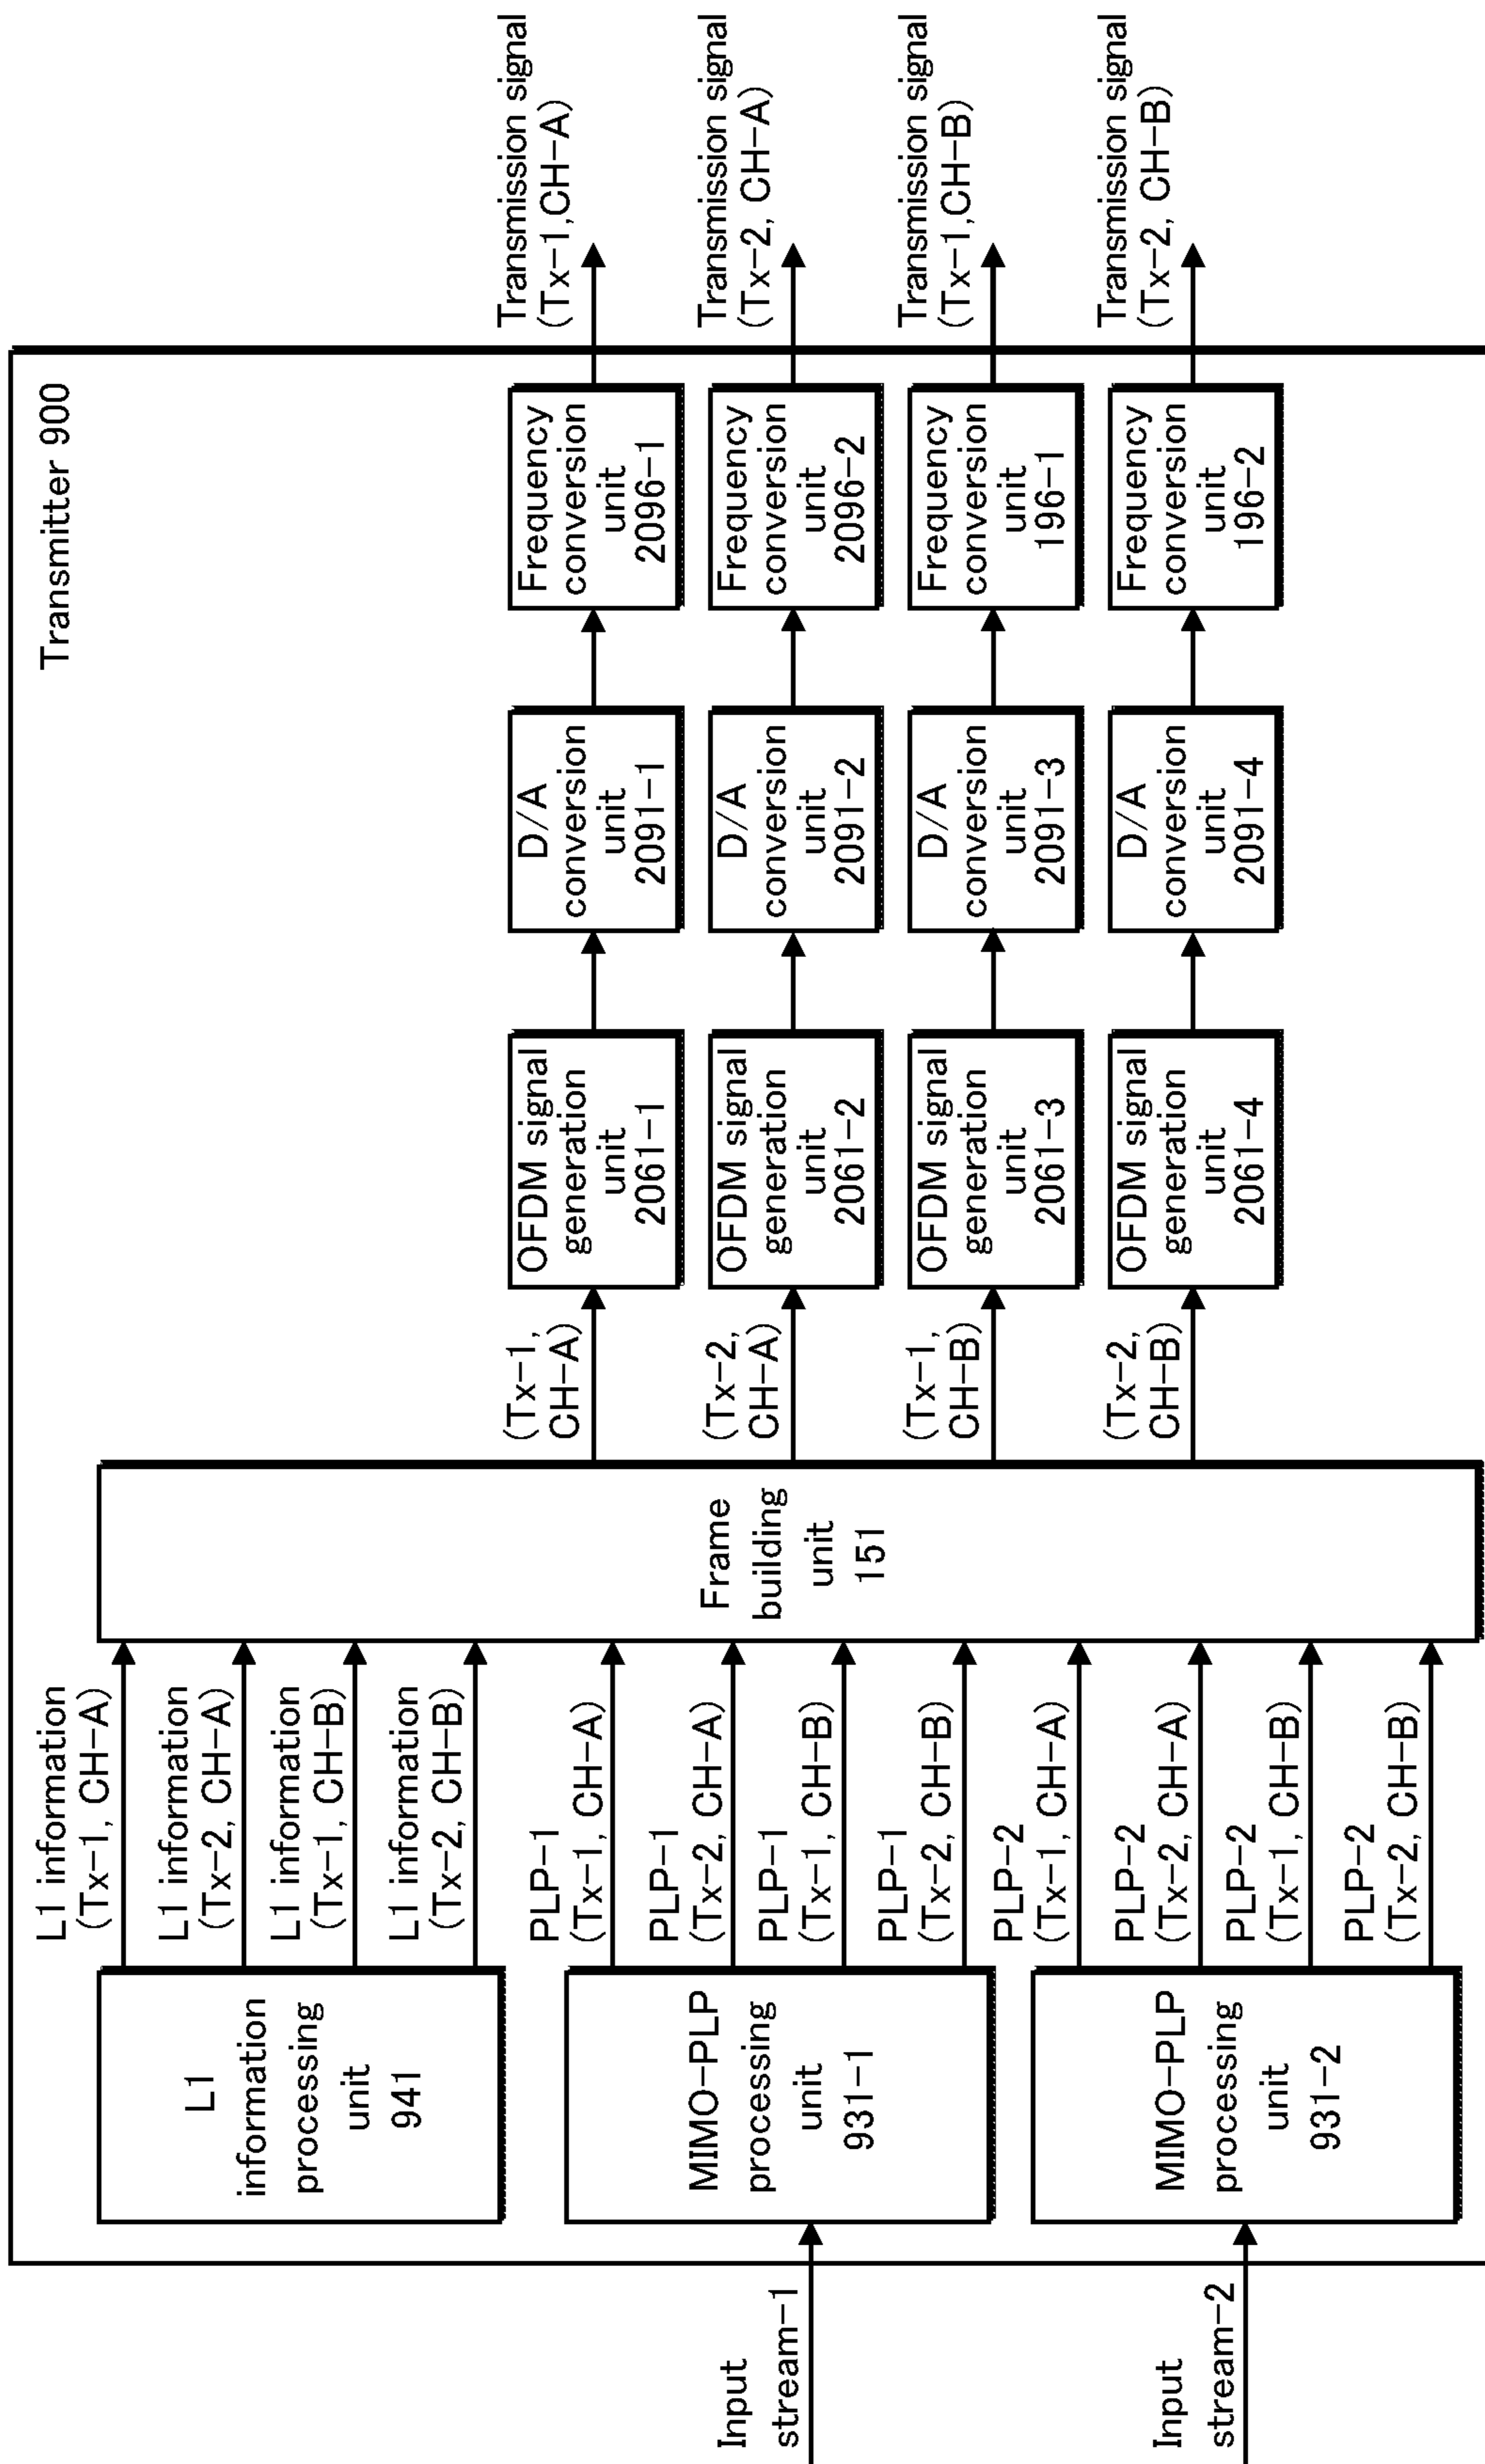 Transmitter 900
Input
stream-1
Input
stream-2
L1
information
processing
unit
941
MIMO-PLP
processing
unit
931-1
MIMO-PLP
processing
unit
931-2
L1 information
(Tx-1, CH-A)
L1 information
(Tx-2, CH-A)
L1 information
(Tx-1, CH-B)
L1 information
(Tx-2, CH-B)
PLP-1
(Tx-1, CH-A)
PLP-1
(Tx-2, CH-A)
PLP-1
(Tx-1, CH-B)
PLP-1
(Tx-2, CH-B)
PLP-2
(Tx-1, CH-A)
PLP-2
(Tx-2, CH-A)
PLP-2
(Tx-1, CH-B)
PLP-2
(Tx-2, CH-B)
Frame
building
unit
151
(Tx-1,
CH-A)
(Tx-2,
CH-A)
(Tx-1,
CH-B)
(Tx-2,
CH-B)
OFDM signal
generation
unit
2061-1
OFDM signal
generation
unit
2061-2
OFDM signal
generation
unit
2061-3
OFDM signal
generation
unit
2061-4
D/A
conversion
unit
2091-1
D/A
conversion
unit
2091-2
D/A
conversion
unit
2091-3
D/A
conversion
unit
2091-4
Frequency
conversion
unit
2096-1
Frequency
conversion
unit
2096-2
Frequency
conversion
unit
196-1
Frequency
conversion
unit
196-2
Transmission signal
(Tx-1,CH-A)
Transmission signal
(Tx-2, CH-A)
Transmission signal
(Tx-1,CH-B)
Transmission signal
(Tx-2, CH-B)